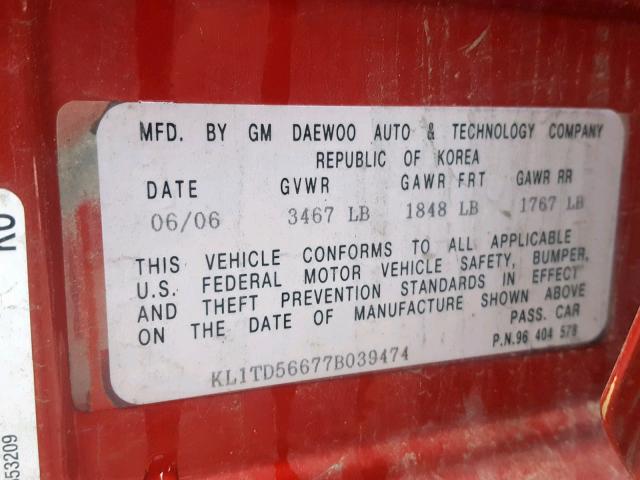 MFD. BY GM DAEWOO AUTO & TECHNOLOGY COMPANY
REPUBLIC OF KOREA
DATE GVWR GAWR FRT GAWR RR
06/06 3467 LB 1848 LB 1767 LB
THIS VEHICLE CONFORMS TO ALL APPLICABLE
U.S. FEDERAL MOTOR VEHICLE SAFETY, BUMPER,
AND THEFT PREVENTION STANDARDS IN EFFECT
ON THE DATE OF MANUFACTURE SHOWN ABOVE
PASS. CAR
P.N.96 404 578
KL1TD56677B039474
53209